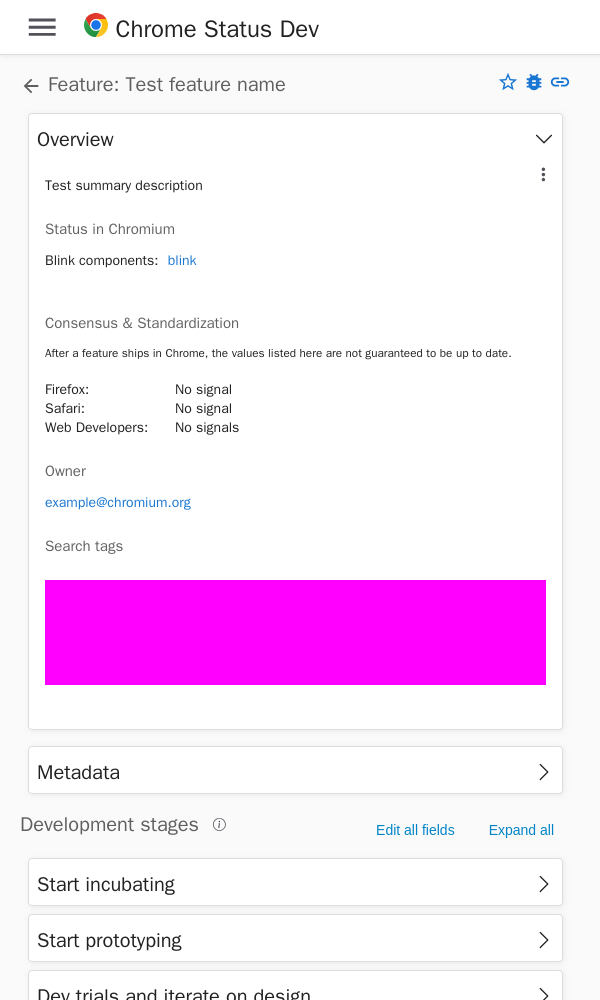 Chrome Status Dev
Feature: Test feature name
Overview
Test summary description
Status in Chromium
Blink components: blink
Consensus & Standardization
After a feature ships in Chrome, the values listed here are not guaranteed to be up to date.
Firefox: No signal
Safari: No signal
Web Developers: No signals
Owner
example@chromium.org
Search tags
Metadata
Development stages
Edit all fields
Expand all
Start incubating
Start prototyping
Dev trials and iterate on design